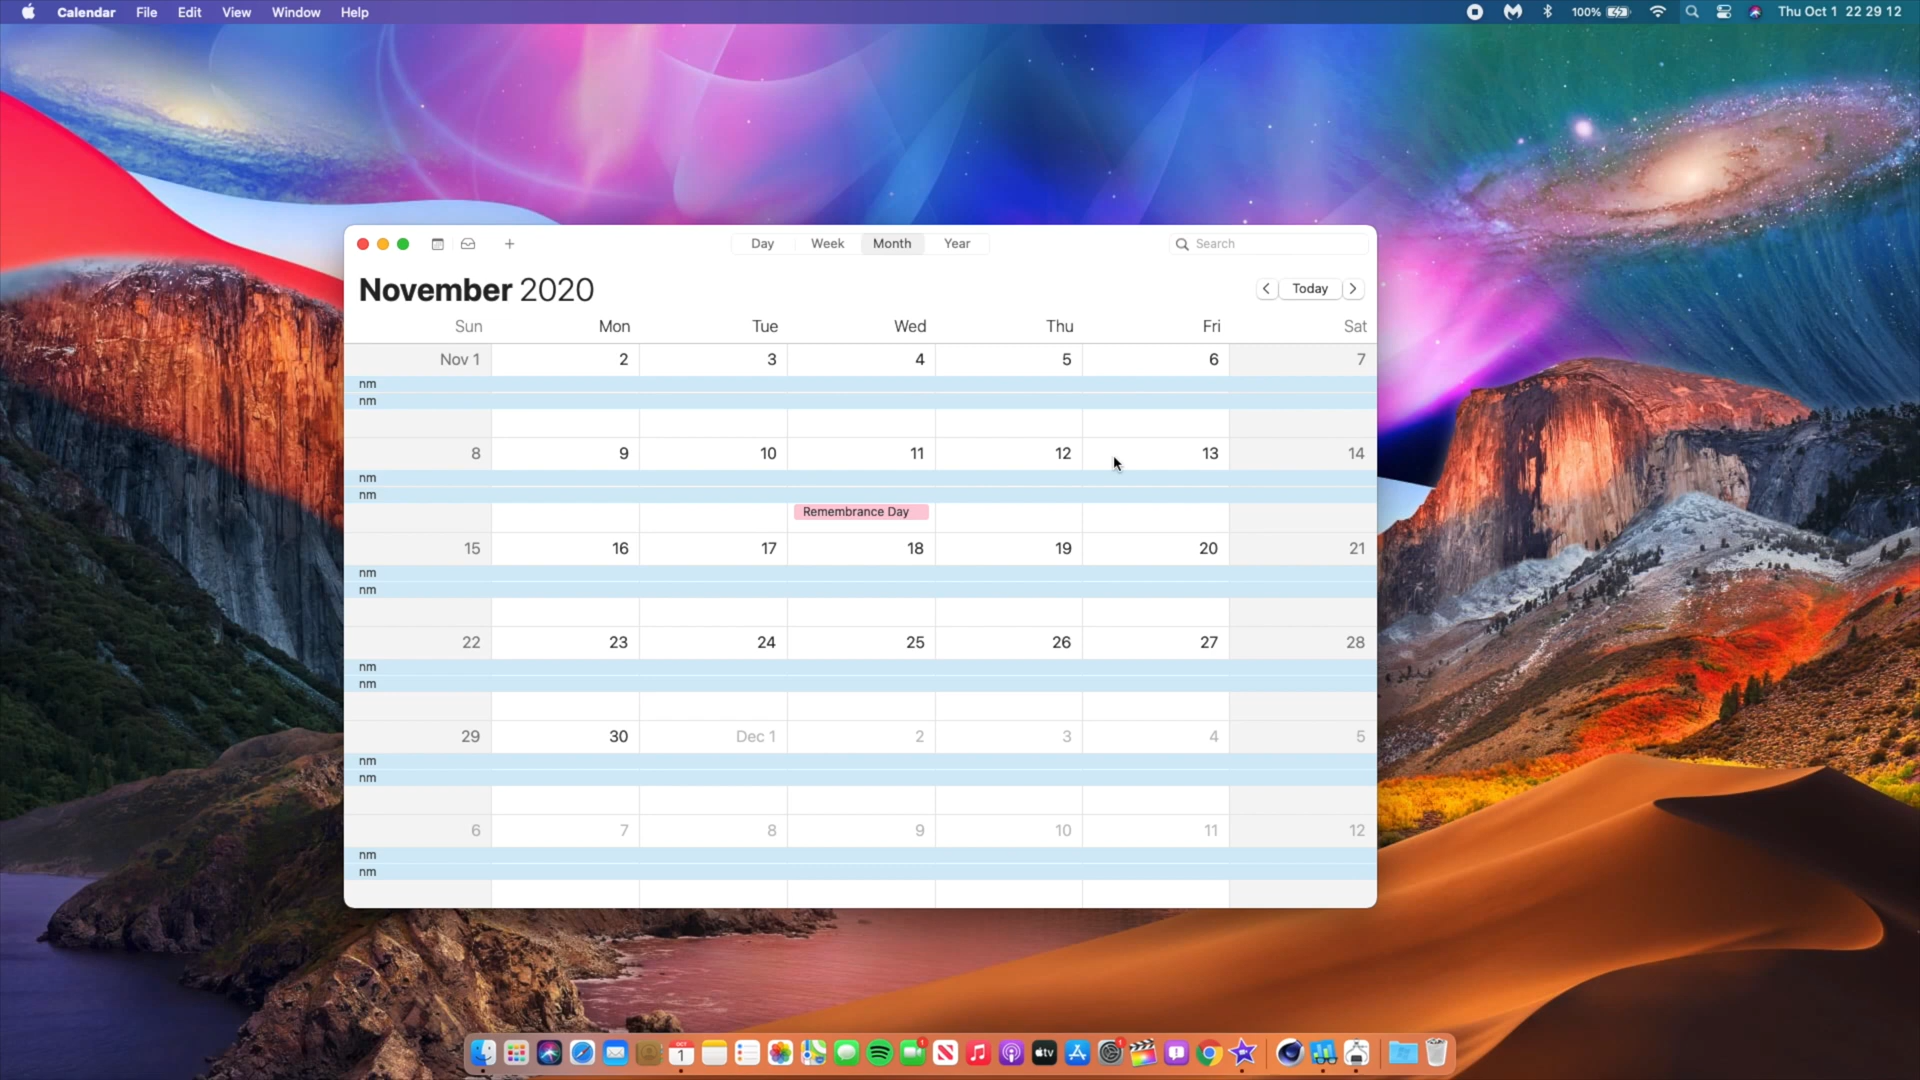 Calendar File Edit View Window Help 100% Thu Oct 1 22 29 12
Day Week Month Year Search
November 2020 Today
Sun Mon Tue Wed Thu Fri Sat
Nov 1 2 3 4 5 6 7
nm
nm
8 9 10 11 12 13 14
nm
nm
Remembrance Day
15 16 17 18 19 20 21
nm
nm
22 23 24 25 26 27 28
nm
nm
29 30 Dec 1 2 3 4 5
nm
nm
6 7 8 9 10 11 12
nm
nm
OCT
1
tv